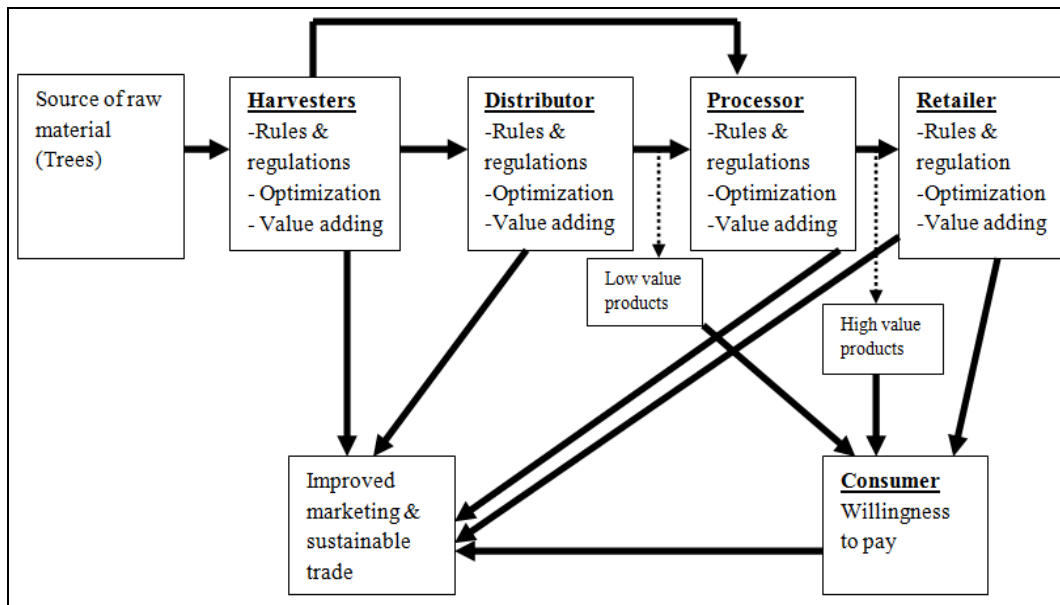 Source of raw
material
(Trees)
Harvesters
-Rules &
regulations
- Optimization
- Value adding
Distributor
-Rules &
regulations
-Optimization
-Value adding
Processor
-Rules &
regulations
-Optimization
-Value adding
Retailer
-Rules &
regulation
-Optimization
-Value adding
Low value
products
High value
products
Improved
marketing &
sustainable
trade
Consumer
Willingness
to pay